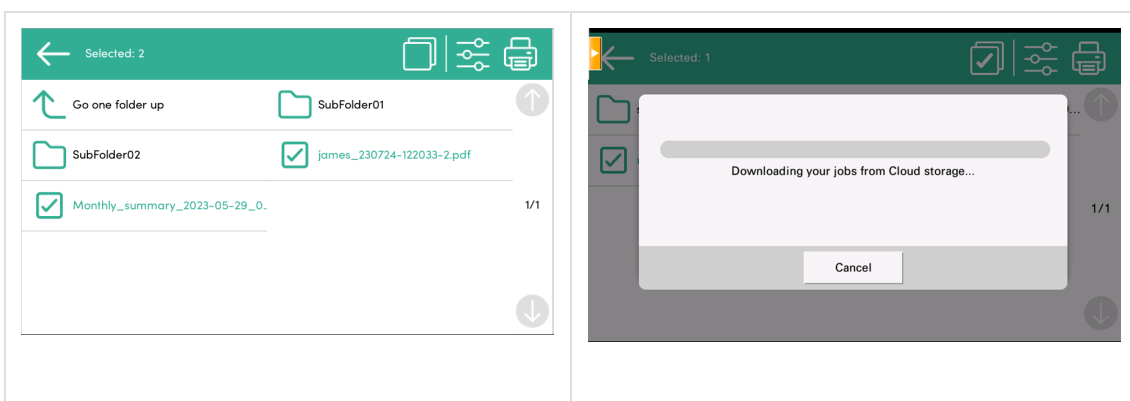 Selected: 2
Go one folder up
SubFolder01
SubFolder02
james_230724-122033-2.pdf
Monthly_summary_2023-05-29_0..
1/1
Selected: 1
Downloading your jobs from Cloud storage...
1/1
Cancel